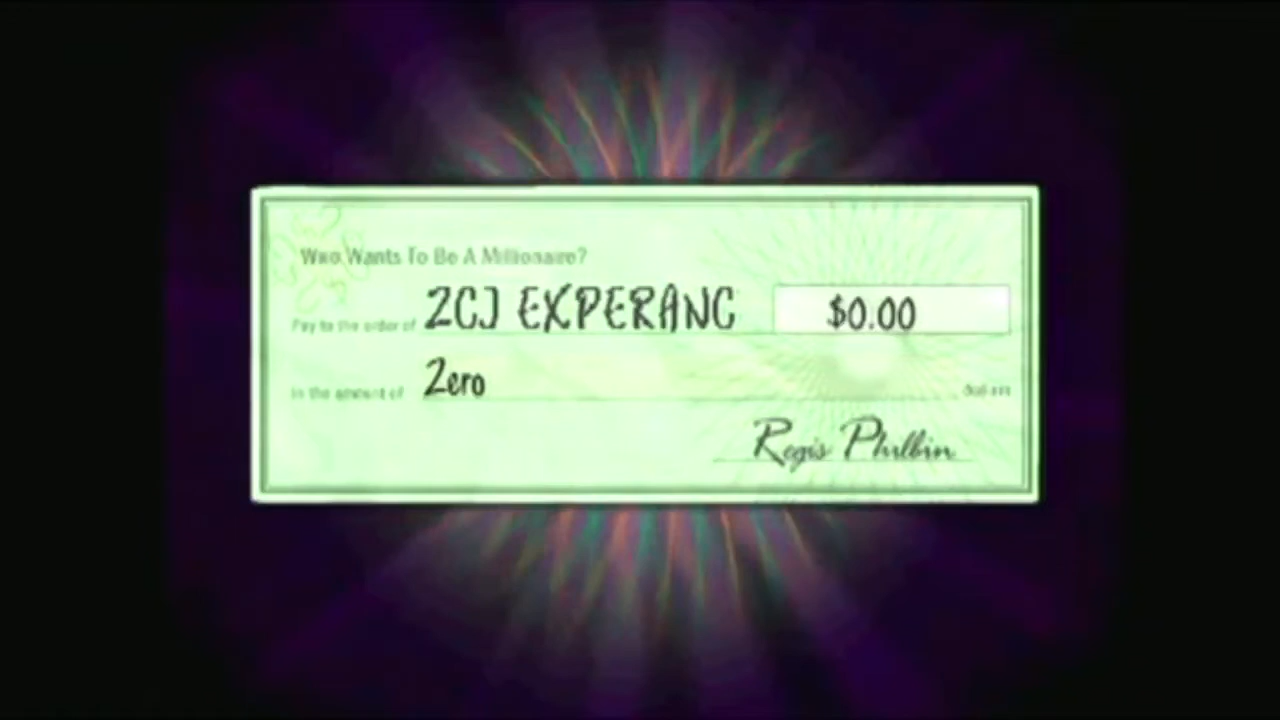 Who Wants To Be A Millionaire?
Pay to the order of 2CJ EXPERANC $0.00
In the amount of Zero dollars
Regis Philbin